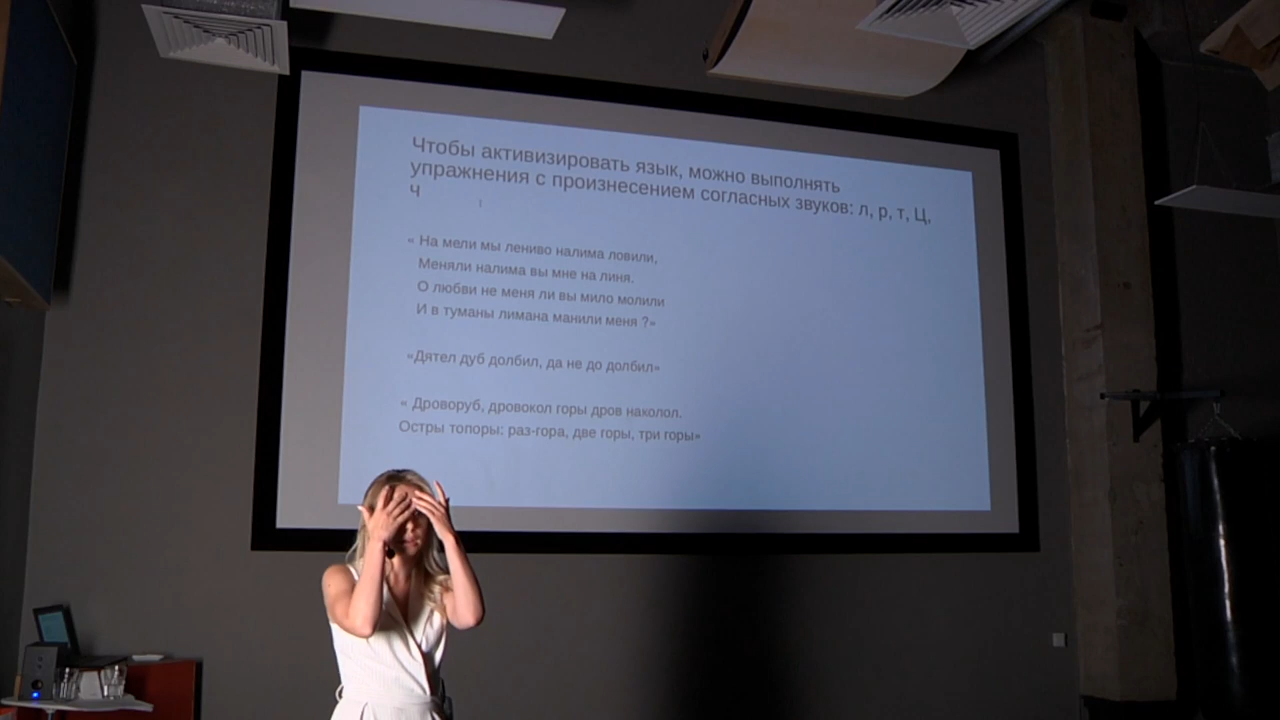 Чтобы активизировать язык, можно выполнять
упражнения с произнесением согласных звуков: л, р, т, Ц,
Ч
« На мели мы лениво налима ловили,
Меняли налима вы мне на линя.
О любви не меня ли вы мило молили
И в туманы лимана манили меня ?»
«Дятел дуб долбил, да не до долбил»
« Дроворуб, дровокол горы дров наколол.
Остры топоры: раз-гора, две горы, три горы»